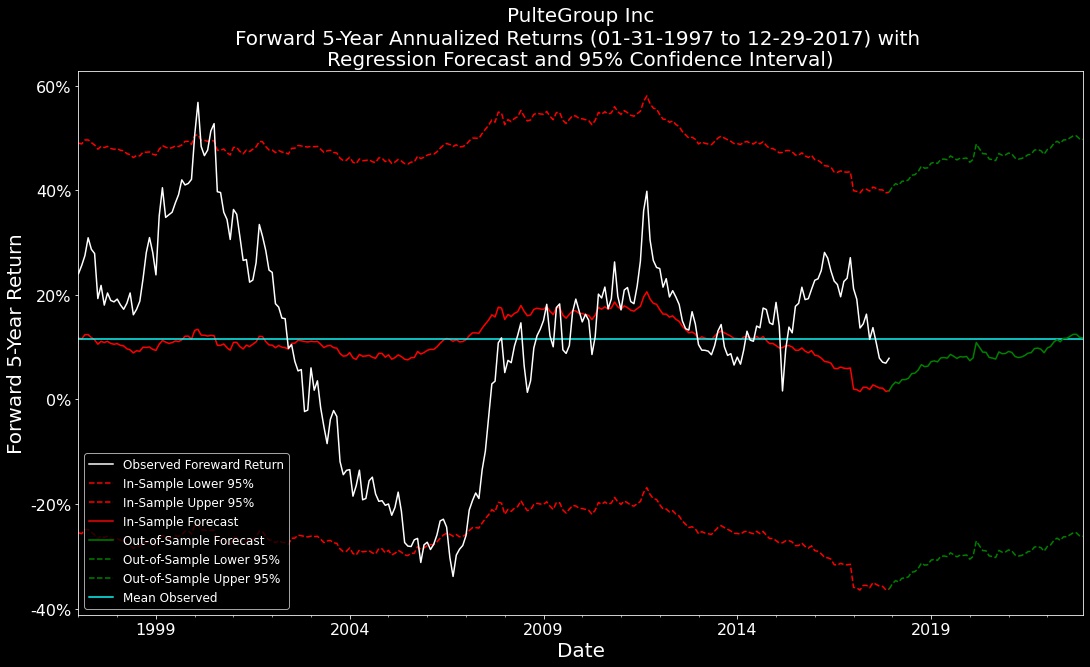 PulteGroup Inc
Forward 5-Year Annualized Returns (01-31-1997 to 12-29-2017) with
Regression Forecast and 95% Confidence Interval)
60%
40%
20%
0%
-20%
-40%
Forward 5-Year Return
Observed Foreward Return
In-Sample Lower 95%
In-Sample Upper 95%
In-Sample Forecast
Out-of-Sample Forecast
Out-of-Sample Lower 95%
Out-of-Sample Upper 95%
Mean Observed
1999
2004
2009
2014
2019
Date